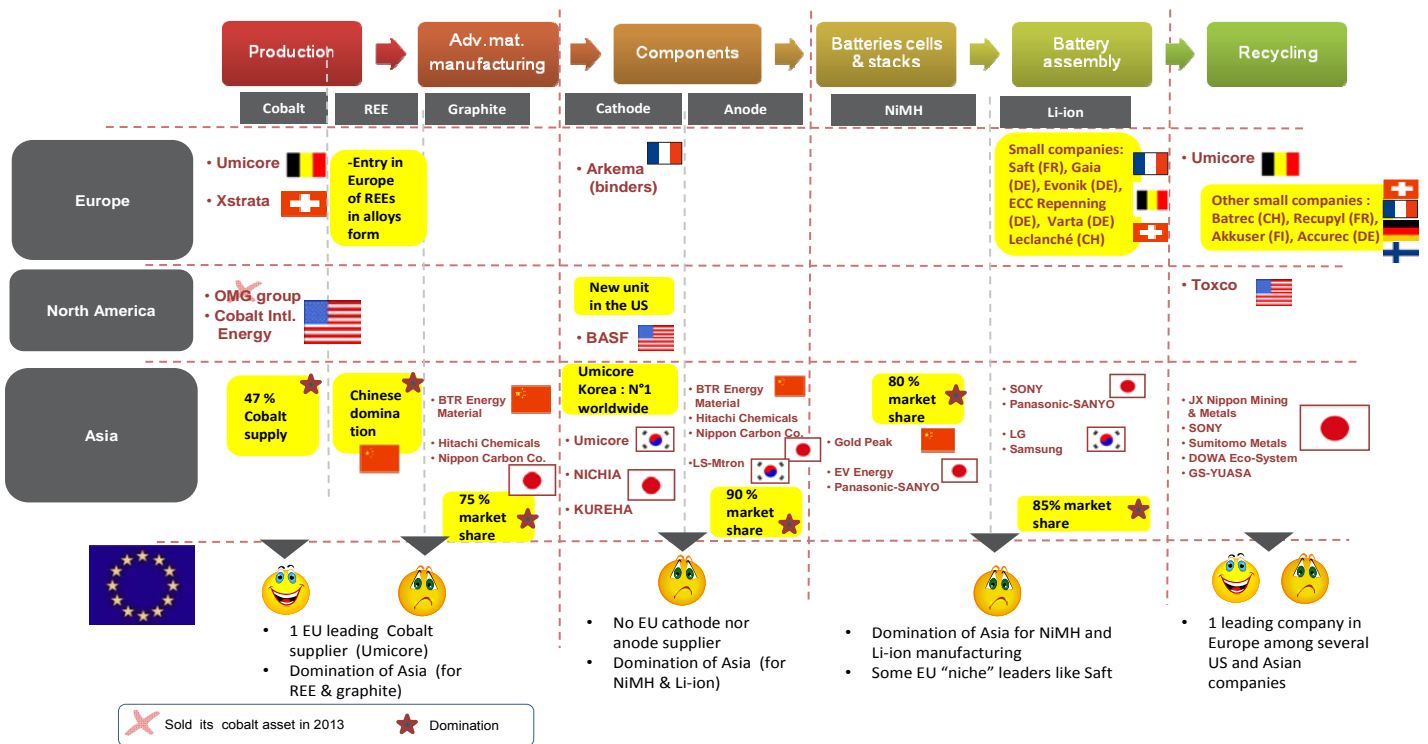 Production
Adv.mat.
manufacturing
Components
Batteries cells
& stacks
Battery
assembly
Recycling
Cobalt
REE
Graphite
Cathode
Anode
NiMH
Li-ion
Europe
• Umicore
• Xstrata
-Entry in
Europe
of REEs
in alloys
form
• Arkema
(binders)
Small companies:
Saft (FR), Gaia
(DE), Evonik (DE),
ECC Repenning
(DE), Varta (DE)
Leclanché (CH)
• Umicore
Other small companies :
Batrec (CH), Recupyl (FR),
Akkuser (FI), Accurec (DE)
North America
• OMG group
• Cobalt Intl.
Energy
New unit
in the US
• BASF
• Toxco
Asia
47 %
Cobalt
supply
Chinese
domina
tion
• BTR Energy
Material
• Hitachi Chemicals
• Nippon Carbon Co.
75 %
market
share
Umicore
Korea : N°1
worldwide
• Umicore
• NICHIA
• KUREHA
• BTR Energy
Material
• Hitachi Chemicals
• Nippon Carbon Co.
•LS-Mtron
90 %
market
share
80 %
market
share
• Gold Peak
• EV Energy
• Panasonic-SANYO
• SONY
• Panasonic-SANYO
• LG
• Samsung
85% market
share
• JX Nippon Mining
& Metals
• SONY
• Sumitomo Metals
• DOWA Eco-System
• GS-YUASA
• 1 EU leading Cobalt
supplier (Umicore)
• Domination of Asia (for
REE & graphite)
• No EU cathode nor
anode supplier
• Domination of Asia (for
NiMH & Li-ion)
• Domination of Asia for NiMH and
Li-ion manufacturing
• Some EU “niche” leaders like Saft
• 1 leading company in
Europe among several
US and Asian
companies
Sold its cobalt asset in 2013
Domination